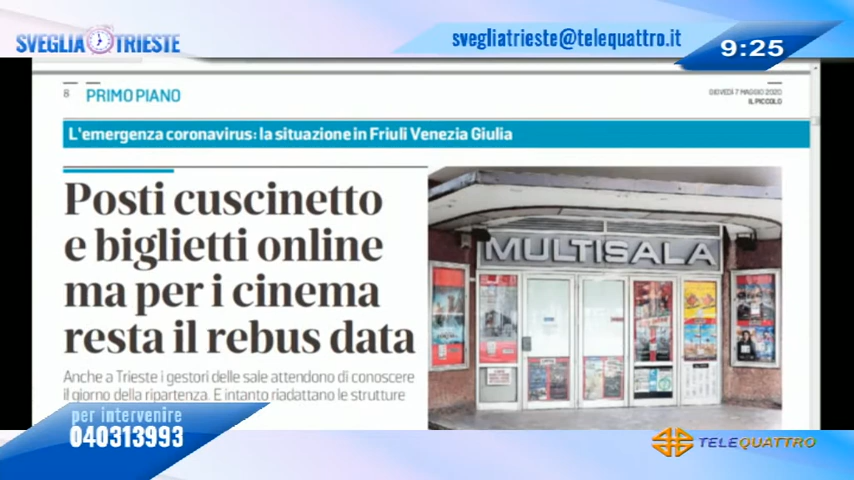 SVEGLIA TRIESTE
svegliatrieste@telequattro.it
9:25
8 PRIMO PIANO
GIOVEDÌ 7 MAGGIO 2020
IL PICCOLO
L'emergenza coronavirus: la situazione in Friuli Venezia Giulia
Posti cuscinetto
e biglietti online
ma per i cinema
resta il rebus data
Anche a Trieste i gestori delle sale attendono di conoscere
il giorno della ripartenza. E intanto riadattano le strutture
MULTISALA
per intervenire
040313993
TELEQUATTRO